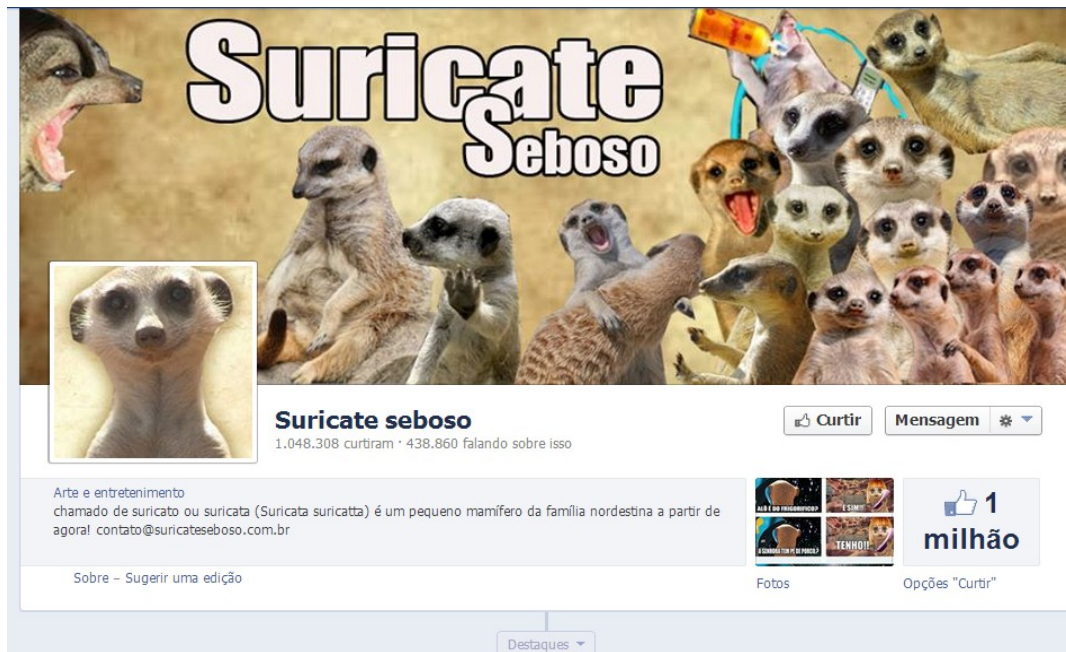 Suricate
Seboso
Suricate seboso
1.048.308 curtiram · 438.860 falando sobre isso
Curtir
Mensagem
Arte e entretenimento
chamado de suricato ou suricata (Suricata suricatta) é um pequeno mamífero da família nordestina a partir de
agora! contato@suricateseboso.com.br
Sobre – Sugerir uma edição
ALÔ É DO FRIGORIFICO?
É SIM!!
A SENHORA TEM PÉ DE PORCO?
TENHO!!
Fotos
1
milhão
Opções "Curtir"
Destaques